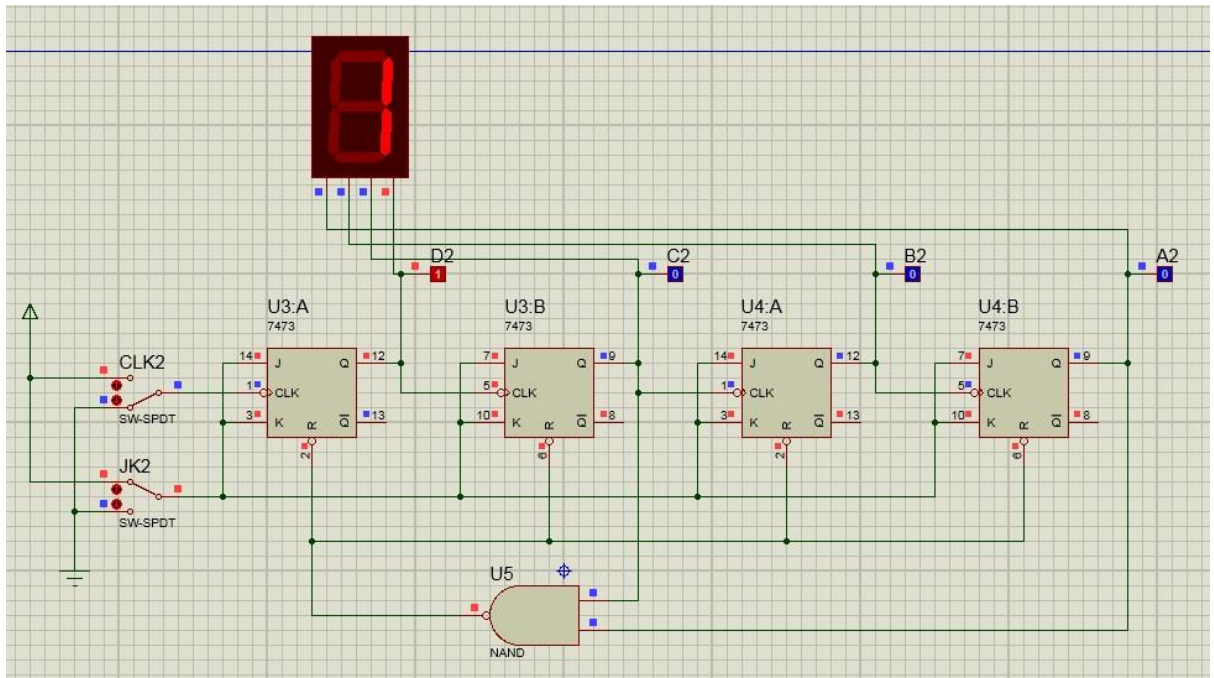 1
D2
1
C2
0
B2
0
A2
0
U3:A
7473
U3:B
7473
U4:A
7473
U4:B
7473
14 J Q 12
1 CLK
3 K Q 13
R
2
7 J Q 9
5 CLK
10 K Q 8
R
6
14 J Q 12
1 CLK
3 K Q 13
R
2
7 J Q 9
5 CLK
10 K Q 8
R
6
CLK2
SW-SPDT
JK2
SW-SPDT
U5
NAND